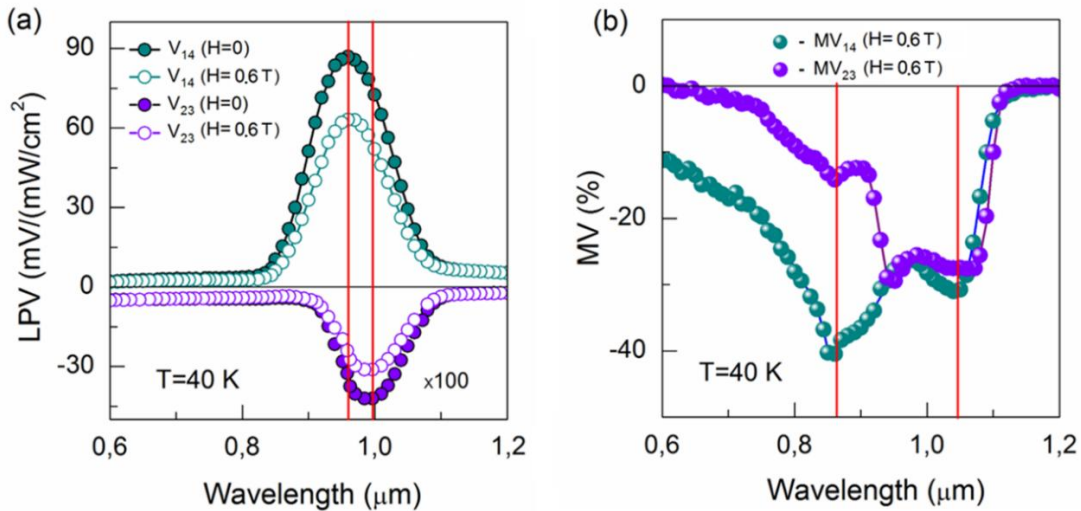 (a)
V14 (H=0)
V14 (H= 0.6 T)
V23 (H=0)
V23 (H= 0.6 T)
LPV (mV/(mW/cm²)
90
60
30
0
-30
T=40 K
x100
0,6 0,8 1,0 1,2
Wavelength (μm)
(b)
- MV14 (H= 0.6 T)
- MV23 (H= 0.6 T)
MV (%)
0
-20
-40
T=40 K
0,6 0,8 1,0 1,2
Wavelength (μm)